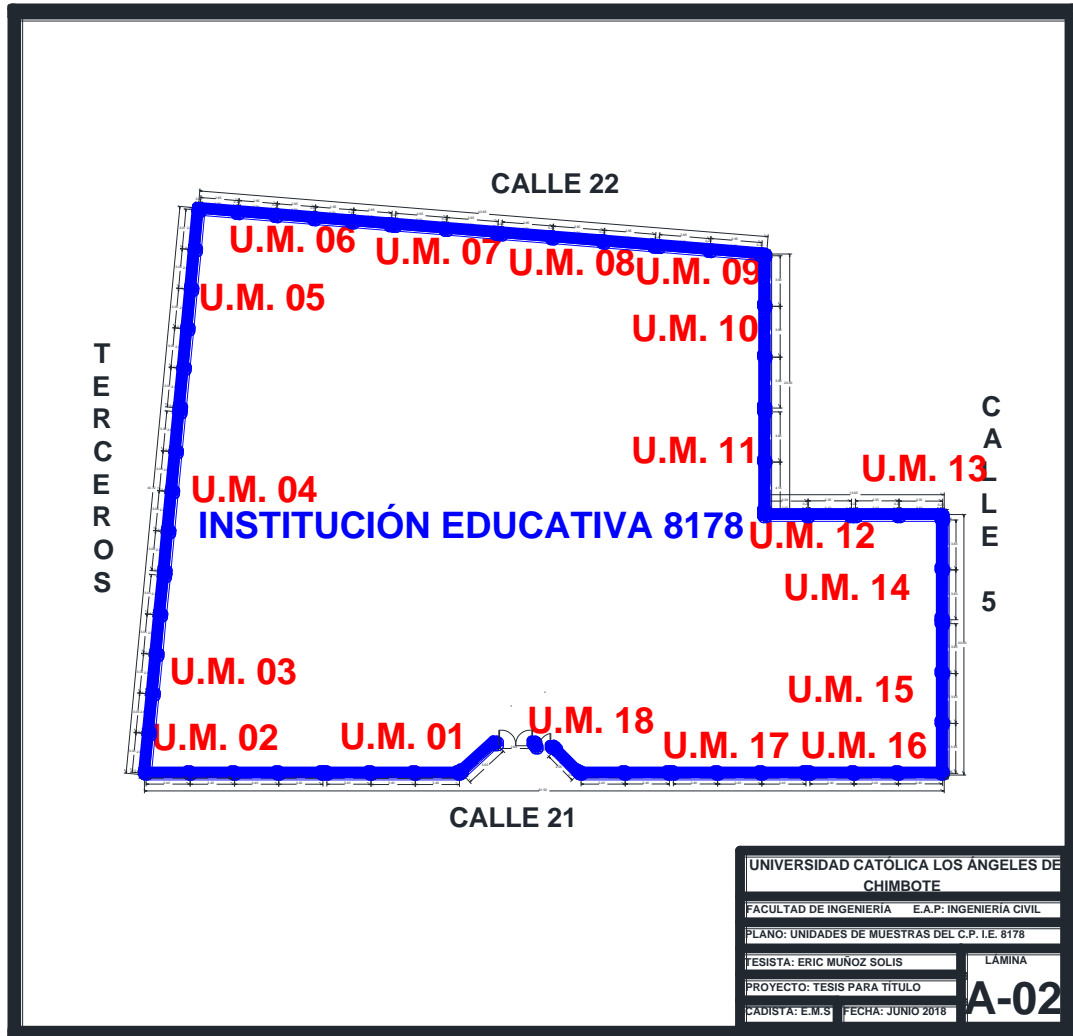 CALLE 22
U.M. 06
U.M. 07
U.M. 08
U.M. 09
U.M. 05
U.M. 10
TERCEROS
CALLE 5
U.M. 11
U.M. 13
U.M. 04
INSTITUCIÓN EDUCATIVA 8178
U.M. 12
U.M. 14
U.M. 03
U.M. 15
U.M. 02
U.M. 01
U.M. 18
U.M. 17
U.M. 16
CALLE 21
UNIVERSIDAD CATÓLICA LOS ÁNGELES DE
CHIMBOTE
FACULTAD DE INGENIERÍA E.A.P: INGENIERÍA CIVIL
PLANO: UNIDADES DE MUESTRAS DEL C.P. I.E. 8178
TESISTA: ERIC MUÑOZ SOLIS
LÁMINA
PROYECTO: TESIS PARA TÍTULO
A-02
CADISTA: E.M.S
FECHA: JUNIO 2018